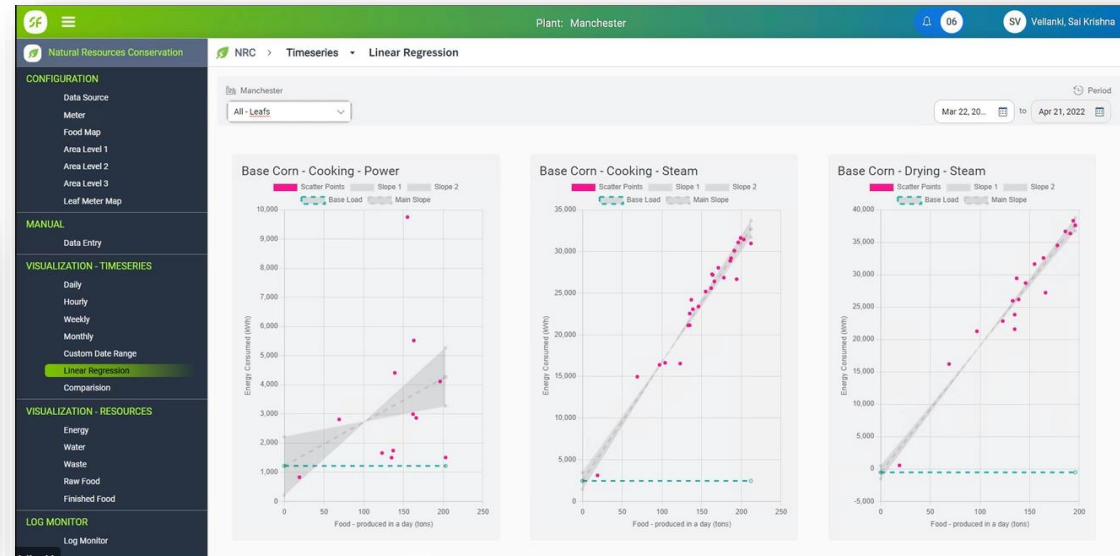 SF
Plant: Manchester
06
SV
Vellanki, Sai Krishna
Natural Resources Conservation
NRC > Timeseries Linear Regression
CONFIGURATION
Data Source
Meter
Food Map
Area Level 1
Area Level 2
Area Level 3
Leaf Meter Map
MANUAL
Data Entry
VISUALIZATION - TIMESERIES
Daily
Hourly
Weekly
Monthly
Custom Date Range
Linear Regression
Comparision
VISUALIZATION - RESOURCES
Energy
Water
Waste
Raw Food
Finished Food
LOG MONITOR
Log Monitor
Manchester
All - Leafs
Period
Mar 22, 20... to Apr 21, 2022
Base Corn - Cooking - Power
Scatter Points Slope 1 Slope 2
Base Load Main Slope
10,000
9,000
8,000
7,000
6,000
5,000
4,000
3,000
2,000
1,000
0
Energy Consumed (kWh)
0 50 100 150 200 250
Food - produced in a day (tons)
Base Corn - Cooking - Steam
Scatter Points Slope 1 Slope 2
Base Load Main Slope
35,000
30,000
25,000
20,000
15,000
10,000
5,000
0
Energy Consumed (kWh)
0 50 100 150 200 250
Food - produced in a day (tons)
Base Corn - Drying - Steam
Scatter Points Slope 1 Slope 2
Base Load Main Slope
40,000
35,000
30,000
25,000
20,000
15,000
10,000
5,000
0
-5,000
Energy Consumed (kWh)
0 50 100 150 200
Food - produced in a day (tons)